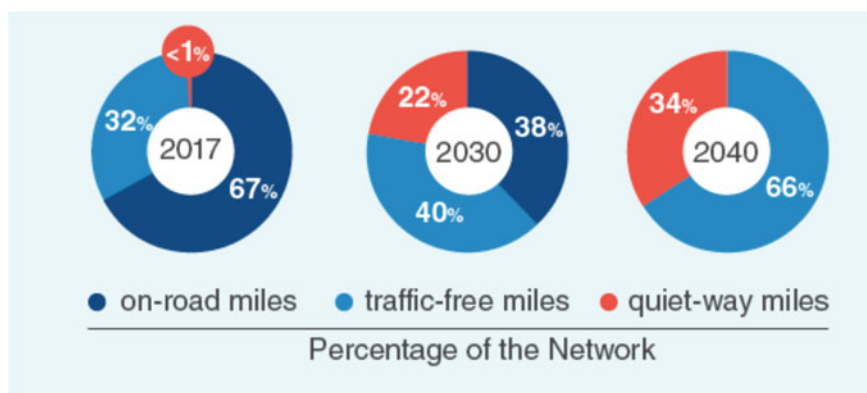 <1%
32%
2017
67%
22%
38%
2030
40%
34%
2040
66%
on-road miles
traffic-free miles
quiet-way miles
Percentage of the Network